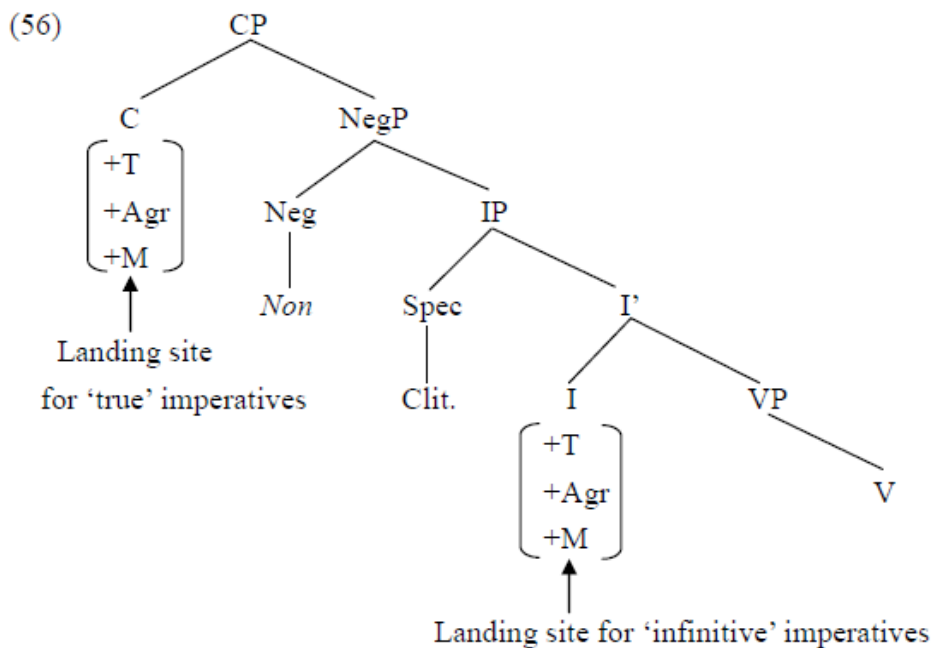 (56) CP
C NegP
+T
+Agr
+M
Neg IP
Non Spec I’
Landing site
for ‘true’ imperatives
Clit. I VP
+T
+Agr
+M
V
Landing site for ‘infinitive’ imperatives